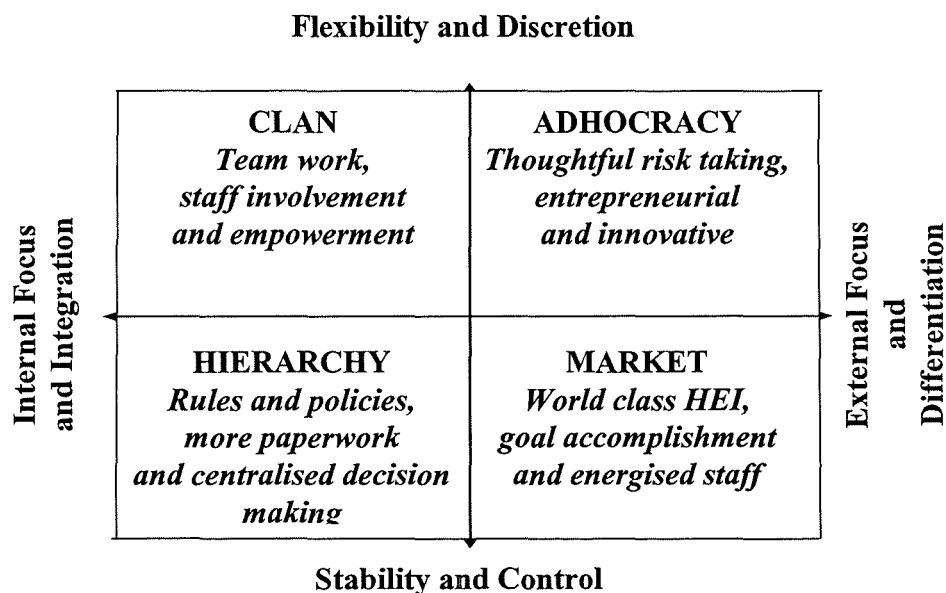 Flexibility and Discretion
CLAN
Team work,
staff involvement
and empowerment
ADHOCRACY
Thoughtful risk taking,
entrepreneurial
and innovative
Internal Focus
and Integration
External Focus
and
Differentiation
HIERARCHY
Rules and policies,
more paperwork
and centralised decision
making
MARKET
World class HEI,
goal accomplishment
and energised staff
Stability and Control